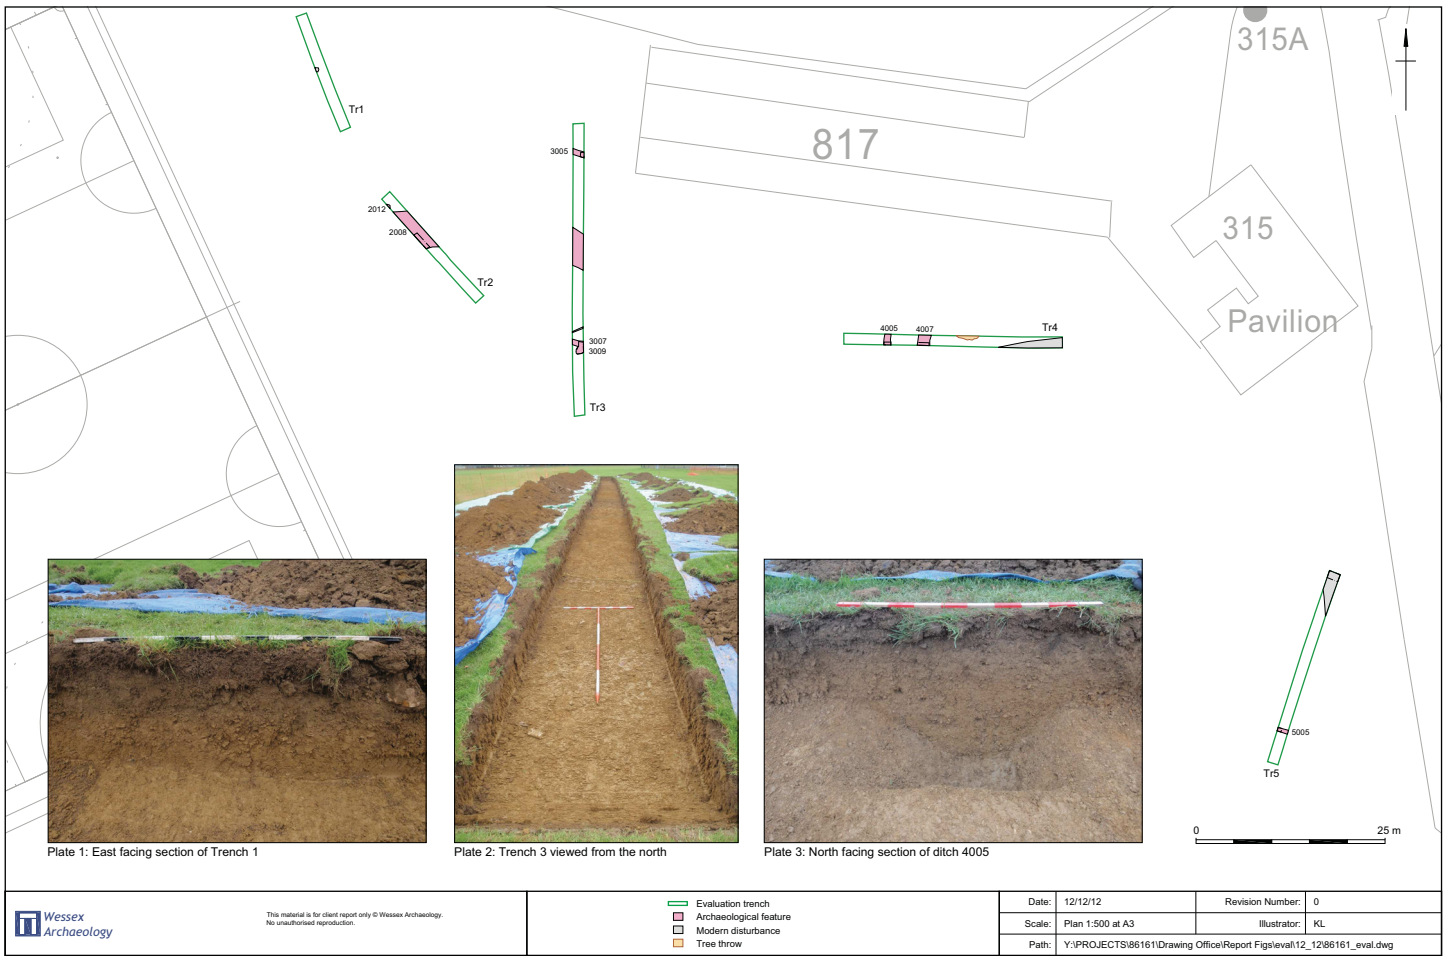 315A
Tr1
817
3005
2012
2008
315
Tr2
Pavilion
4005
4007
Tr4
3007
3009
Tr3
5005
Tr5
0
25 m
Plate 1: East facing section of Trench 1
Plate 2: Trench 3 viewed from the north
Plate 3: North facing section of ditch 4005
Wessex
Archaeology
This material is for client report only © Wessex Archaeology.
No unauthorised reproduction.
Evaluation trench
Archaeological feature
Modern disturbance
Tree throw
Date: 12/12/12 Revision Number: 0
Scale: Plan 1:500 at A3 Illustrator: KL
Path: Y:\PROJECTS\86161\Drawing Office\Report Figs\eval\12_12\86161_eval.dwg